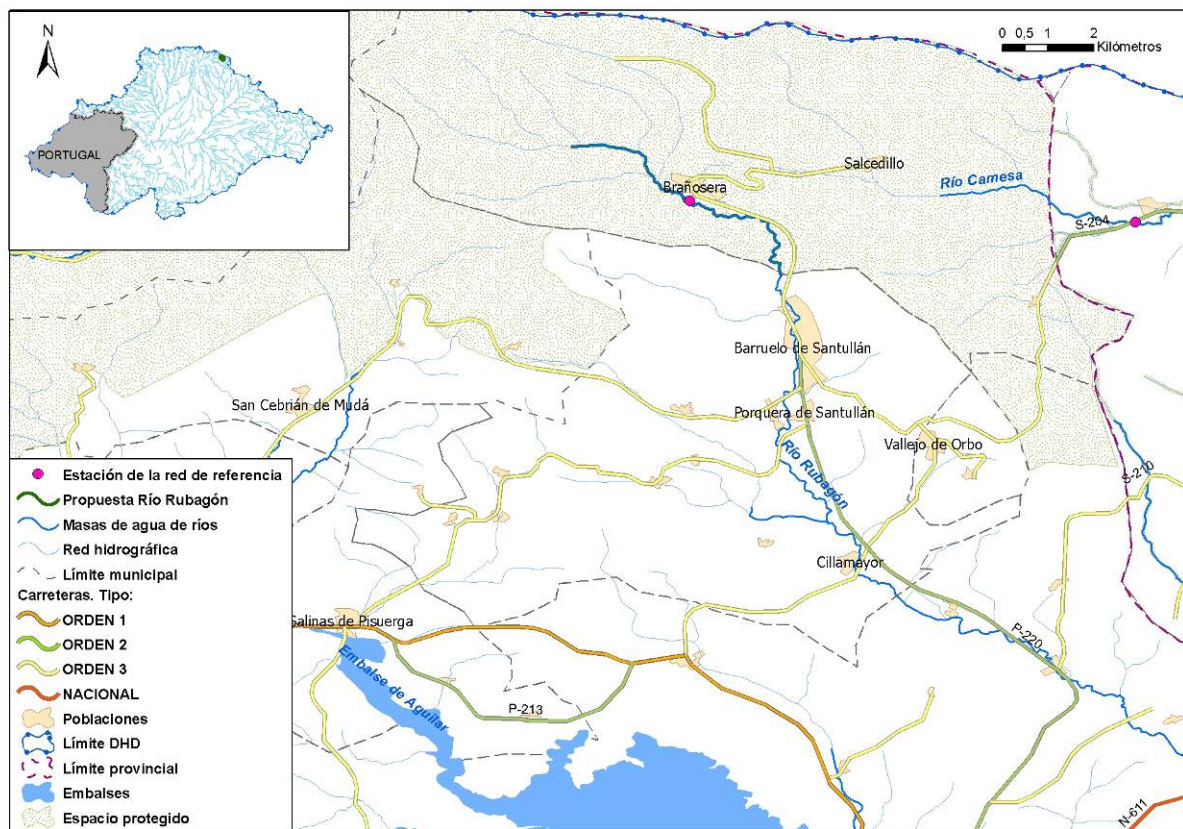 N
PORTUGAL
0 0,5 1 2
Kilómetros
Salcedillo
Brañosera
Río Camesa
S-204
Barruelo de Santullán
San Cebrián de Mudá
Porquera de Santullán
Vallejo de Orbo
Río Rubagón
S-210
Cillamayor
Salinas de Pisuerga
P-220
Embalse de Aguilar
P-213
N-611
Estación de la red de referencia
Propuesta Río Rubagón
Masas de agua de ríos
Red hidrográfica
Límite municipal
Carreteras. Tipo:
ORDEN 1
ORDEN 2
ORDEN 3
NACIONAL
Poblaciones
Límite DHD
Límite provincial
Embalses
Espacio protegido